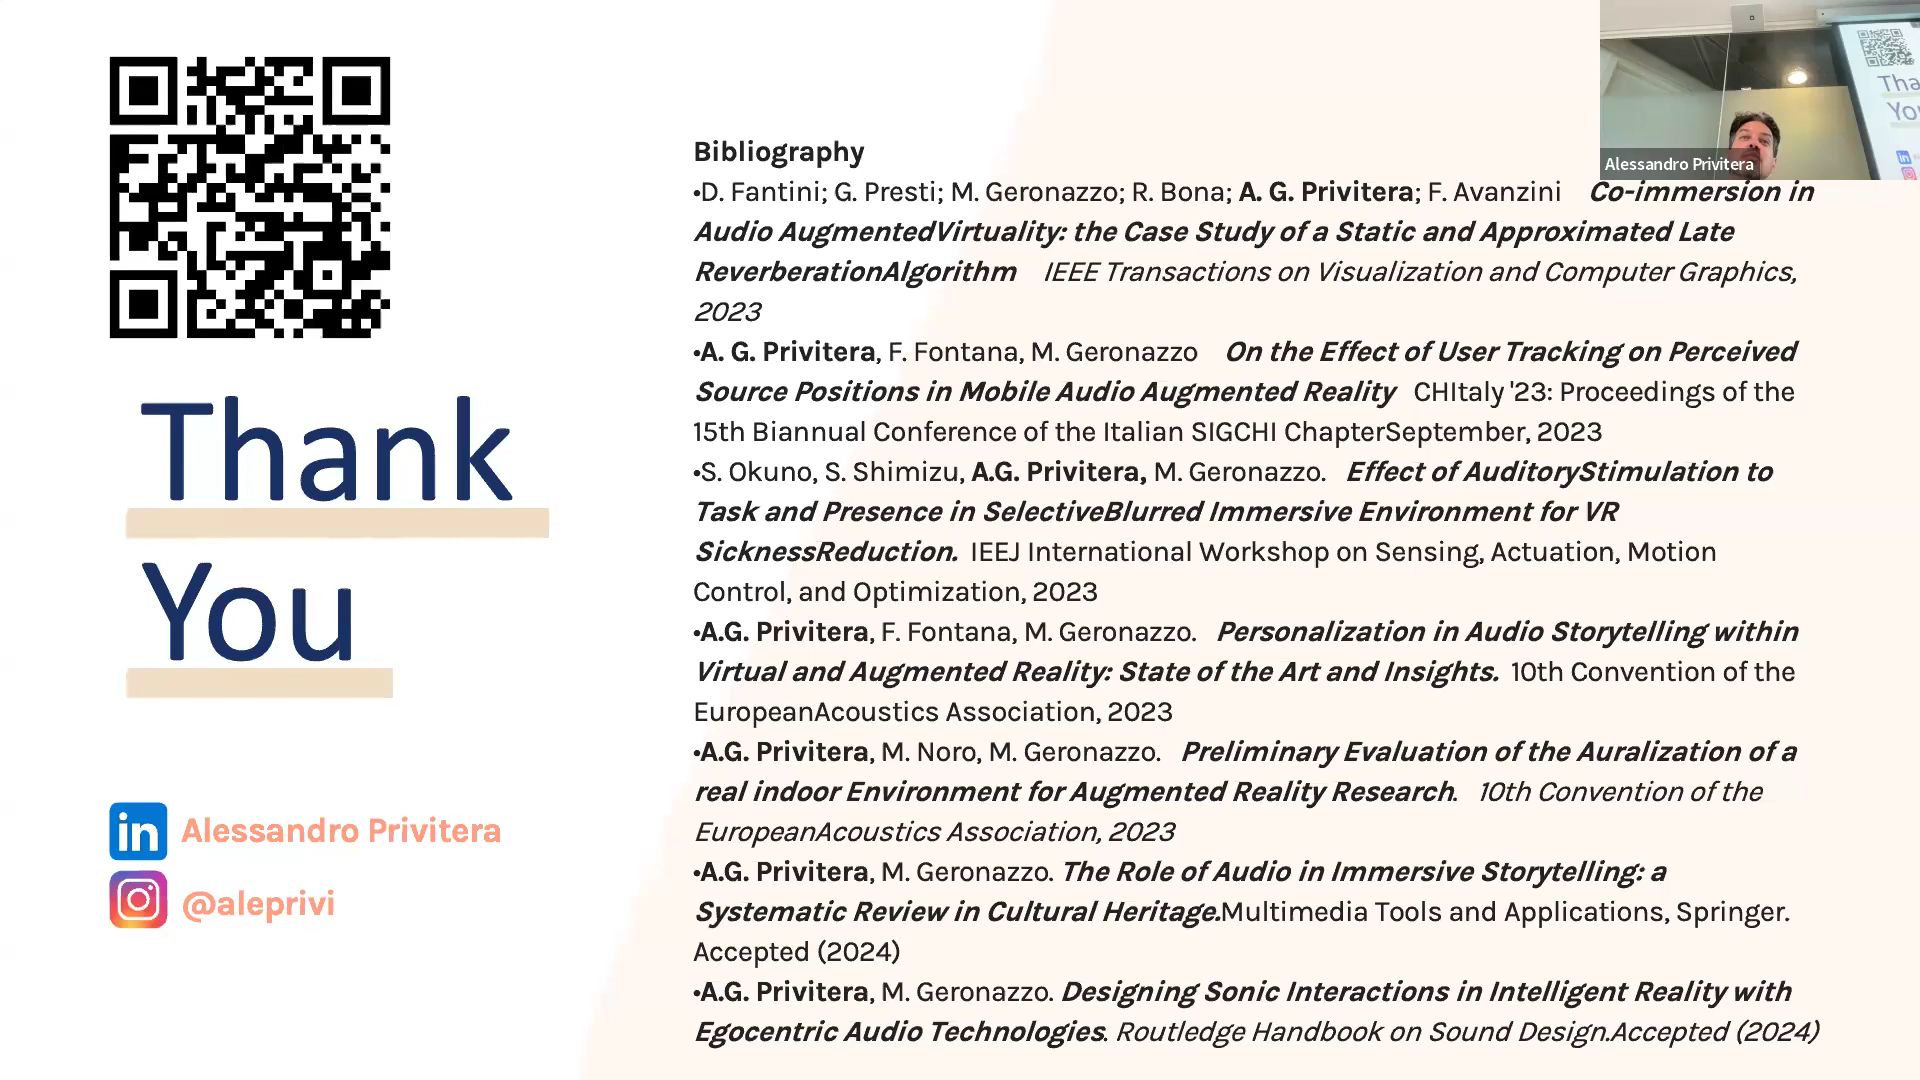 Thank
You
in Alessandro Privitera
@aleprivi
Bibliography
•D. Fantini; G. Presti; M. Geronazzo; R. Bona; A. G. Privitera; F. Avanzini Co-immersion in
Audio AugmentedVirtuality: the Case Study of a Static and Approximated Late
ReverberationAlgorithm IEEE Transactions on Visualization and Computer Graphics,
2023
•A. G. Privitera, F. Fontana, M. Geronazzo On the Effect of User Tracking on Perceived
Source Positions in Mobile Audio Augmented Reality CHItaly '23: Proceedings of the
15th Biannual Conference of the Italian SIGCHI ChapterSeptember, 2023
•S. Okuno, S. Shimizu, A.G. Privitera, M. Geronazzo. Effect of AuditoryStimulation to
Task and Presence in SelectiveBlurred Immersive Environment for VR
SicknessReduction. IEEJ International Workshop on Sensing, Actuation, Motion
Control, and Optimization, 2023
•A.G. Privitera, F. Fontana, M. Geronazzo. Personalization in Audio Storytelling within
Virtual and Augmented Reality: State of the Art and Insights. 10th Convention of the
EuropeanAcoustics Association, 2023
•A.G. Privitera, M. Noro, M. Geronazzo. Preliminary Evaluation of the Auralization of a
real indoor Environment for Augmented Reality Research. 10th Convention of the
EuropeanAcoustics Association, 2023
•A.G. Privitera, M. Geronazzo. The Role of Audio in Immersive Storytelling: a
Systematic Review in Cultural Heritage.Multimedia Tools and Applications, Springer.
Accepted (2024)
•A.G. Privitera, M. Geronazzo. Designing Sonic Interactions in Intelligent Reality with
Egocentric Audio Technologies. Routledge Handbook on Sound Design.Accepted (2024)
Alessandro Privitera
Tha
You
in